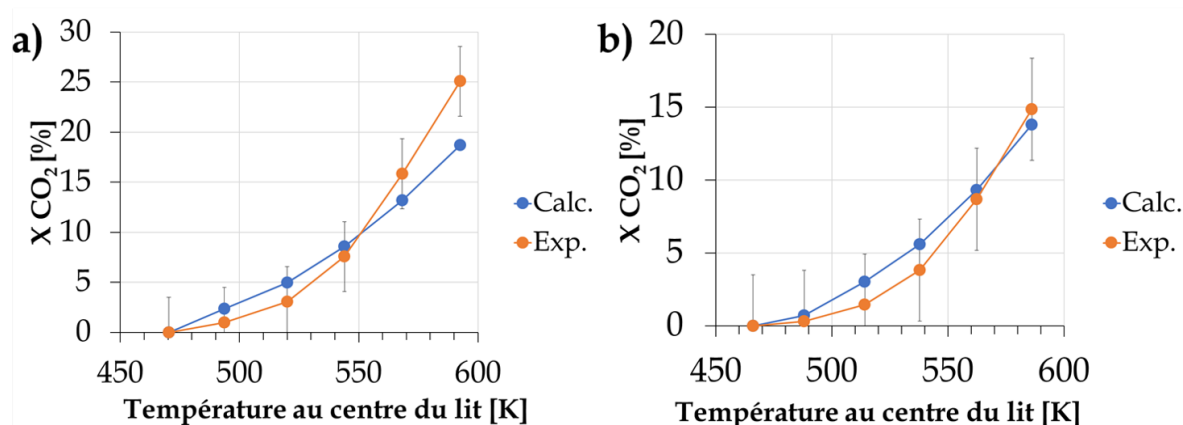 a)
30
25
20
15
10
5
0
X CO₂ [%]
450 500 550 600
Température au centre du lit [K]
Calc.
Exp.
b)
20
15
10
5
0
X CO₂ [%]
450 500 550 600
Température au centre du lit [K]
Calc.
Exp.